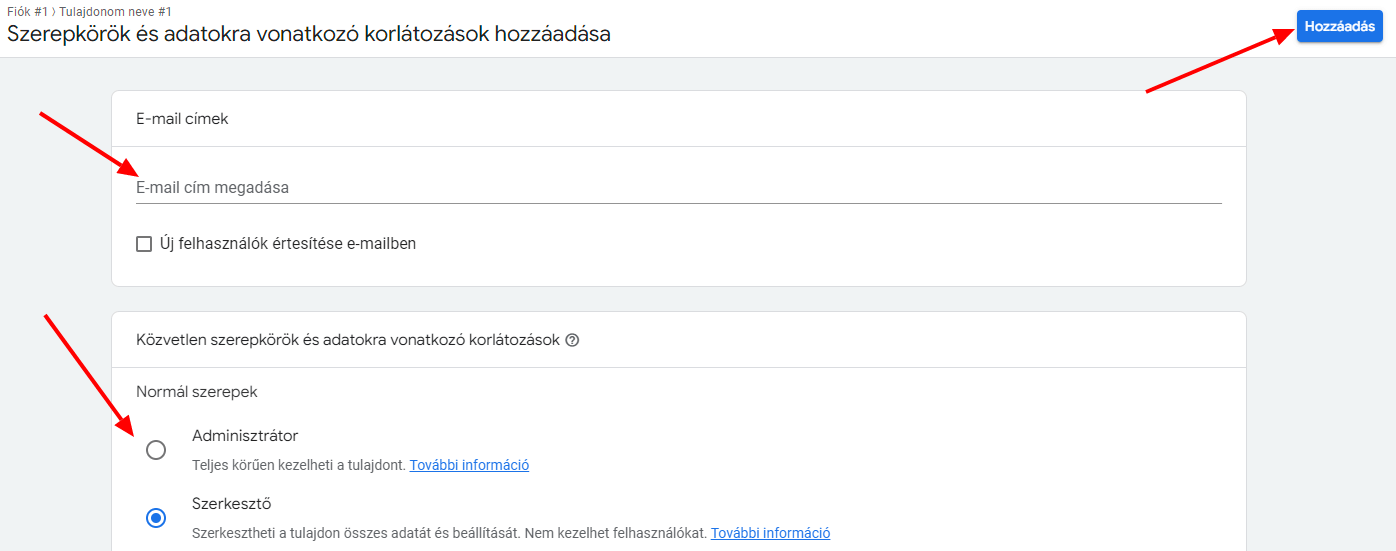 Fiók #1 › Tulajdonom neve #1
Szerepkörök és adatokra vonatkozó korlátozások hozzáadása
Hozzáadás
E-mail címek
E-mail cím megadása
Új felhasználók értesítése e-mailben
Közvetlen szerepkörök és adatokra vonatkozó korlátozások
Normál szerepek
Adminisztrátor
Teljes körűen kezelheti a tulajdont. További információ
Szerkesztő
Szerkesztheti a tulajdon összes adatát és beállítását. Nem kezelhet felhasználókat. További információ